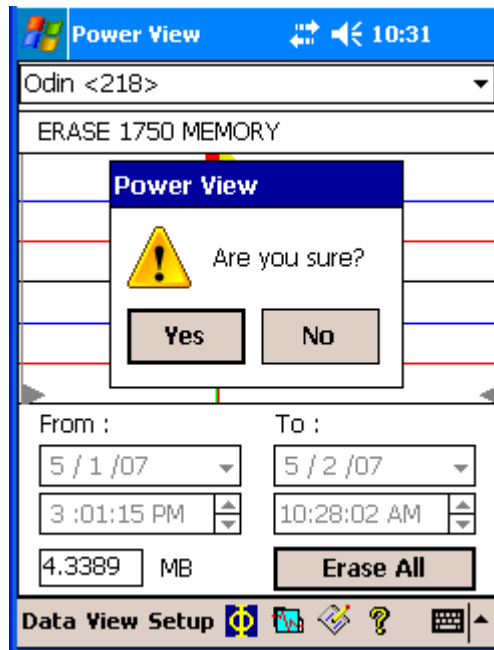 Power View 10:31
Odin <218>
ERASE 1750 MEMORY
Power View
Are you sure?
Yes No
From : To :
5 / 1 /07 5 / 2 /07
3 :01:15 PM 10:28:02 AM
4.3389 MB Erase All
Data View Setup